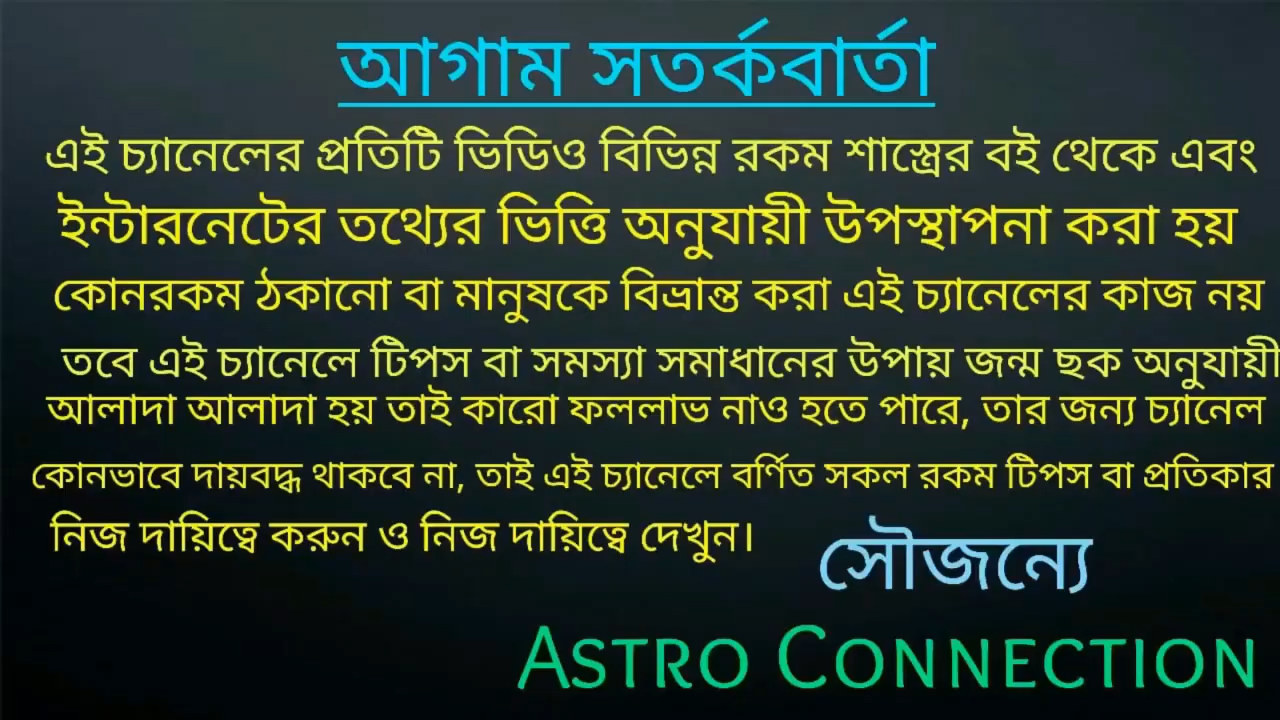 আগাম সতর্কবার্তা
এই চ্যানেলের প্রতিটি ভিডিও বিভিন্ন রকম শাস্ত্রের বই থেকে এবং
ইন্টারনেটের তথ্যের ভিত্তি অনুযায়ী উপস্থাপনা করা হয়
কোনরকম ঠকানো বা মানুষকে বিভ্রান্ত করা এই চ্যানেলের কাজ নয়
তবে এই চ্যানেলে টিপস বা সমস্যা সমাধানের উপায় জন্ম ছক অনুযায়ী
আলাদা আলাদা হয় তাই কারো ফললাভ নাও হতে পারে, তার জন্য চ্যানেল
কোনভাবে দায়বদ্ধ থাকবে না, তাই এই চ্যানেলে বর্ণিত সকল রকম টিপস বা প্রতিকার
নিজ দায়িত্বে করুন ও নিজ দায়িত্বে দেখুন।
সৌজন্যে
ASTRO CONNECTION